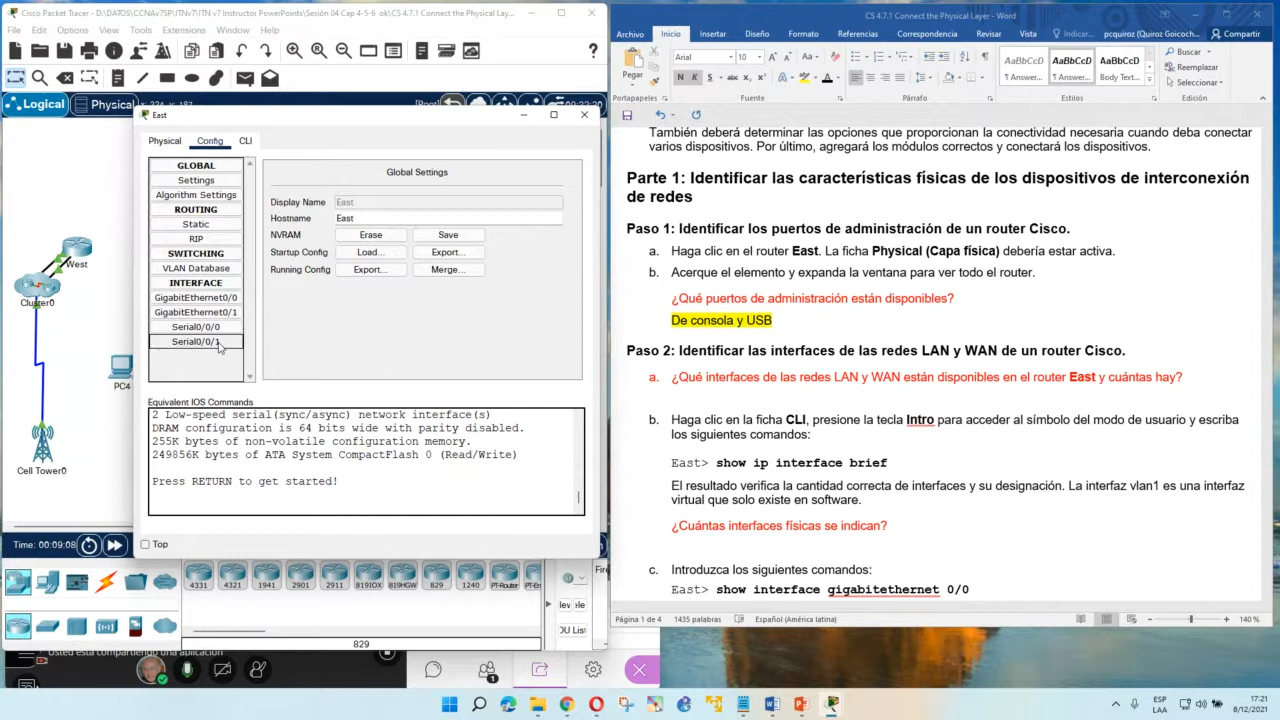 Cisco Packet Tracer - D:\DATOS\CCNAv7SP\ITNv7\ITN v7 Instructor PowerPoints\Sesión 04 Cap 4-5-6 ok\CS 4.7.1 Connect the Physical Lay...
File Edit Options View Tools Extensions Window Help
Logical
Physical
[Root]
West
Cluster0
PC4
Cell Tower0
East
Physical Config CLI
GLOBAL
Settings
Algorithm Settings
ROUTING
Static
RIP
SWITCHING
VLAN Database
INTERFACE
GigabitEthernet0/0
GigabitEthernet0/1
Serial0/0/0
Serial0/0/1
Global Settings
Display Name East
Hostname East
NVRAM Erase Save
Startup Config Load... Export...
Running Config Export... Merge...
Equivalent IOS Commands
2 Low-speed serial(sync/async) network interface(s)
DRAM configuration is 64 bits wide with parity disabled.
255K bytes of non-volatile configuration memory.
249856K bytes of ATA System CompactFlash 0 (Read/Write)
Press RETURN to get started!
Top
Time: 00:09:08
4331 4321 1941 2901 2911 819IOX 819HGW 829 1240 PT-Router PT-En
829
Usted está compartiendo una aplicación
CS 4.7.1 Connect the Physical Layer - Word
Archivo Inicio Insertar Diseño Formato Referencias Correspondencia Revisar Vista Indicar... pcquiroz (Quiroz Goicoch... Compartir
Pegar
Arial 10
N K S abc x₂ x²
AaBbCcD AaBbCcD AaBbCcD
¶ Answer... ¶ Answer... Body Text...
Buscar
Reemplazar
Seleccionar
Portapapeles Fuente Párrafo Estilos Edición
También deberá determinar las opciones que proporcionan la conectividad necesaria cuando deba conectar
varios dispositivos. Por último, agregará los módulos correctos y conectará los dispositivos.
Parte 1: Identificar las características físicas de los dispositivos de interconexión
de redes
Paso 1: Identificar los puertos de administración de un router Cisco.
a. Haga clic en el router East. La ficha Physical (Capa física) debería estar activa.
b. Acerque el elemento y expanda la ventana para ver todo el router.
¿Qué puertos de administración están disponibles?
De consola y USB
Paso 2: Identificar las interfaces de las redes LAN y WAN de un router Cisco.
a. ¿Qué interfaces de las redes LAN y WAN están disponibles en el router East y cuántas hay?
b. Haga clic en la ficha CLI, presione la tecla Intro para acceder al símbolo del modo de usuario y escriba
los siguientes comandos:
East> show ip interface brief
El resultado verifica la cantidad correcta de interfaces y su designación. La interfaz vlan1 es una interfaz
virtual que solo existe en software.
¿Cuántas interfaces físicas se indican?
c. Introduzca los siguientes comandos:
East> show interface gigabitethernet 0/0
Página 1 de 4 1435 palabras Español (América latina) 140 %
ESP
LAA
17:21
8/12/2021